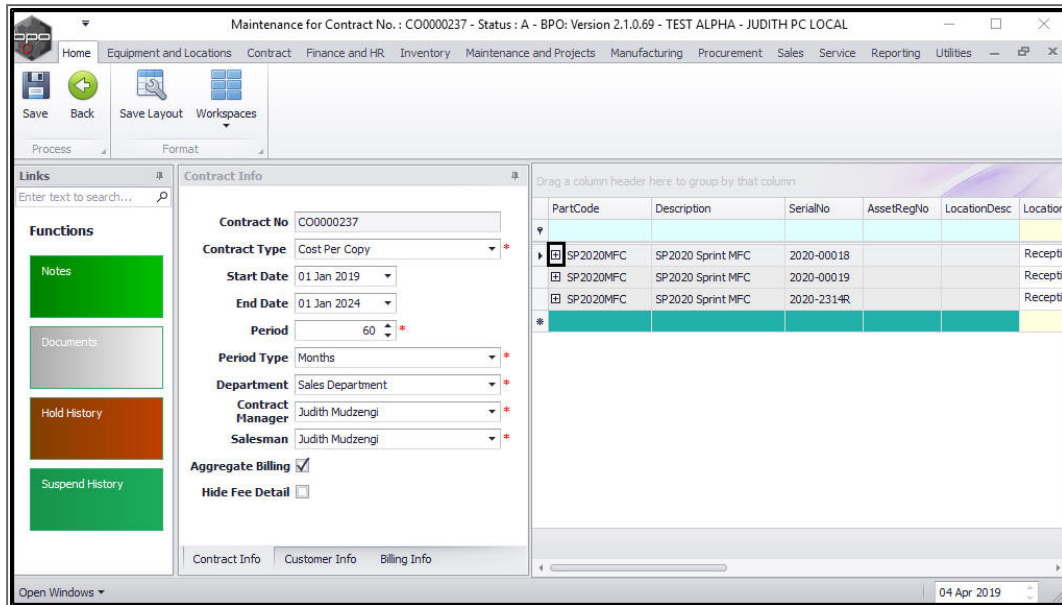 Maintenance for Contract No. : CO0000237 - Status : A - BPO: Version 2.1.0.69 - TEST ALPHA - JUDITH PC LOCAL
bpo
Home Equipment and Locations Contract Finance and HR Inventory Maintenance and Projects Manufacturing Procurement Sales Service Reporting Utilities
Save Back Save Layout Workspaces
Process Format
Links
Enter text to search...
Functions
Notes
Documents
Hold History
Suspend History
Contract Info
Contract No CO0000237
Contract Type Cost Per Copy *
Start Date 01 Jan 2019
End Date 01 Jan 2024
Period 60 *
Period Type Months *
Department Sales Department *
Contract Manager Judith Mudzengi *
Salesman Judith Mudzengi *
Aggregate Billing
Hide Fee Detail
Contract Info Customer Info Billing Info
Drag a column header here to group by that column
PartCode Description SerialNo AssetRegNo LocationDesc Location
SP2020MFC SP2020 Sprint MFC 2020-00018 Recepti
SP2020MFC SP2020 Sprint MFC 2020-00019 Recepti
SP2020MFC SP2020 Sprint MFC 2020-2314R Recepti
Open Windows 04 Apr 2019